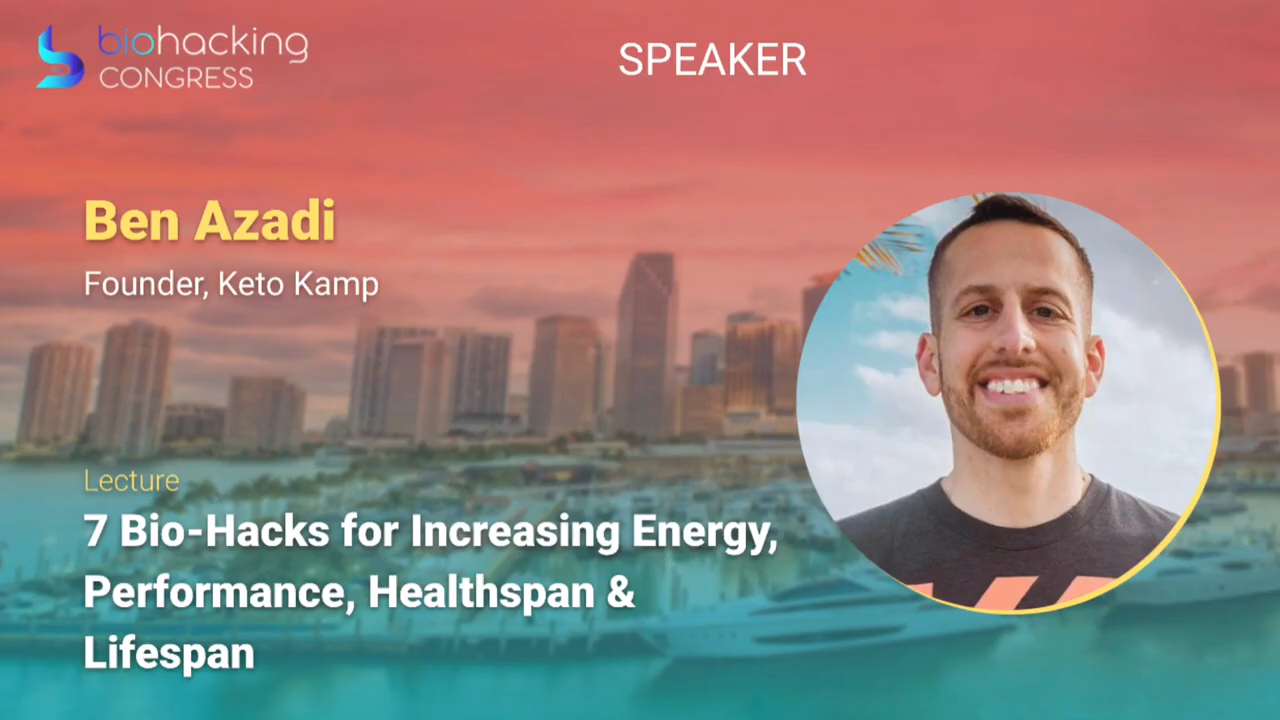 biohacking
CONGRESS
SPEAKER
Ben Azadi
Founder, Keto Kamp
Lecture
7 Bio-Hacks for Increasing Energy,
Performance, Healthspan &
Lifespan